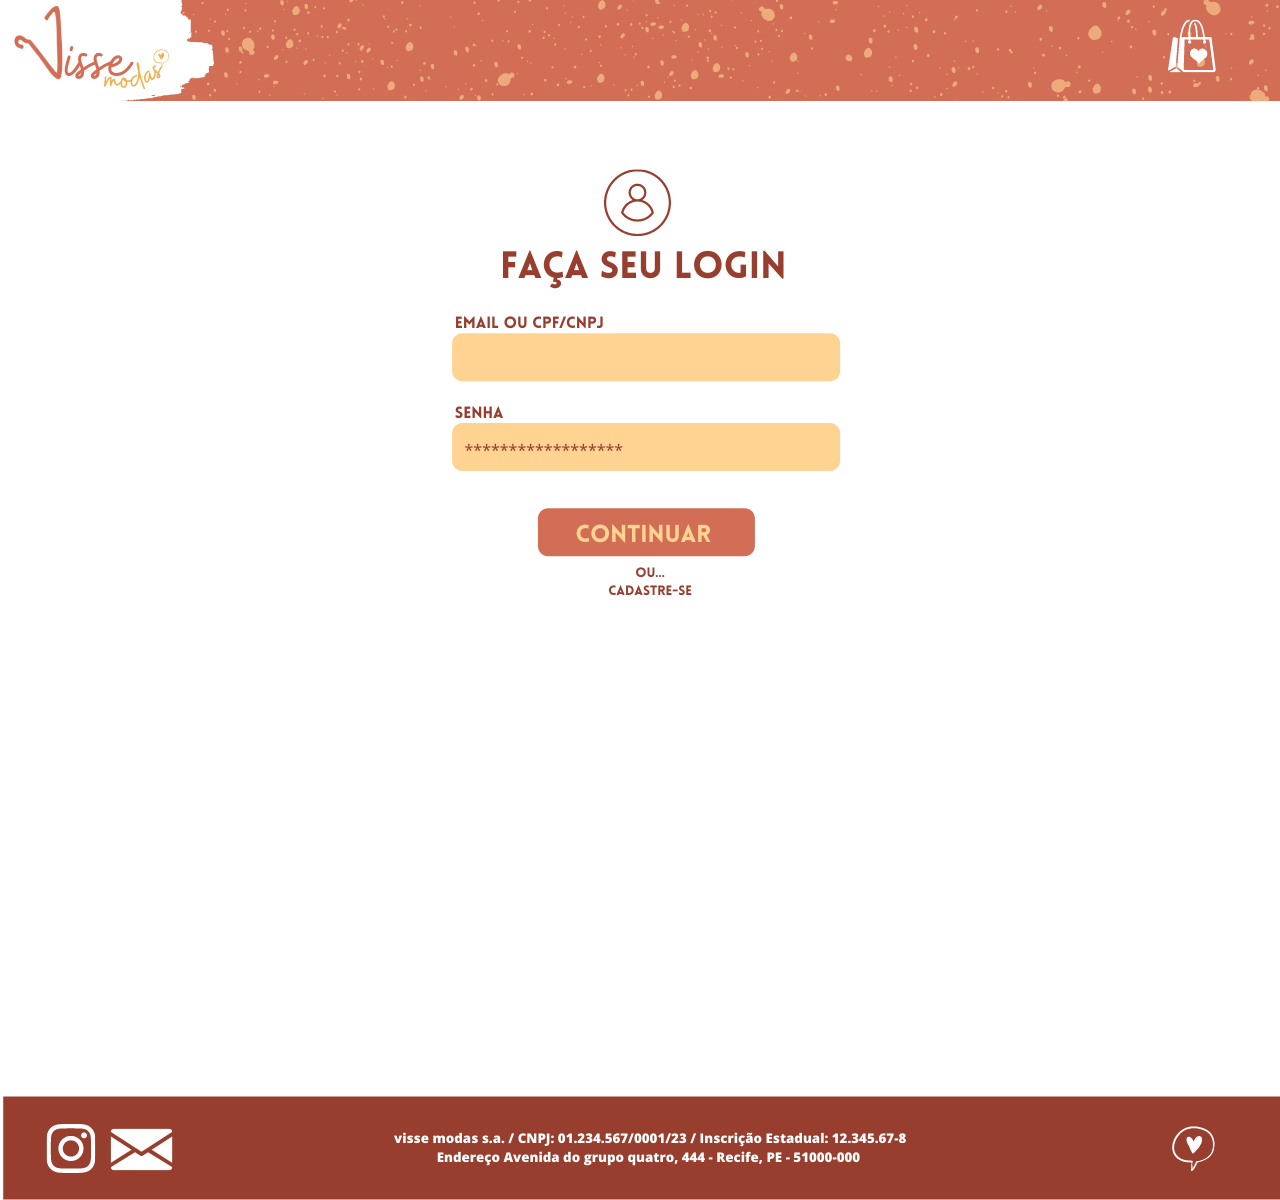 Visse
modas
FAÇA SEU LOGIN
EMAIL OU CPF/CNPJ
SENHA
******************
CONTINUAR
OU...
CADASTRE-SE
visse modas s.a. / CNPJ: 01.234.567/0001/23 / Inscrição Estadual: 12.345.67-8
Endereço Avenida do grupo quatro, 444 - Recife, PE - 51000-000